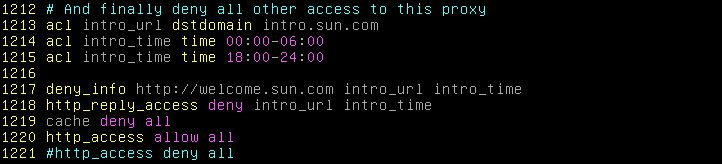 1212 # And finally deny all other access to this proxy
1213 acl intro_url dstdomain intro.sun.com
1214 acl intro_time time 00:00-06:00
1215 acl intro_time time 18:00-24:00
1216
1217 deny_info http://welcome.sun.com intro_url intro_time
1218 http_reply_access deny intro_url intro_time
1219 cache deny all
1220 http_access allow all
1221 #http_access deny all